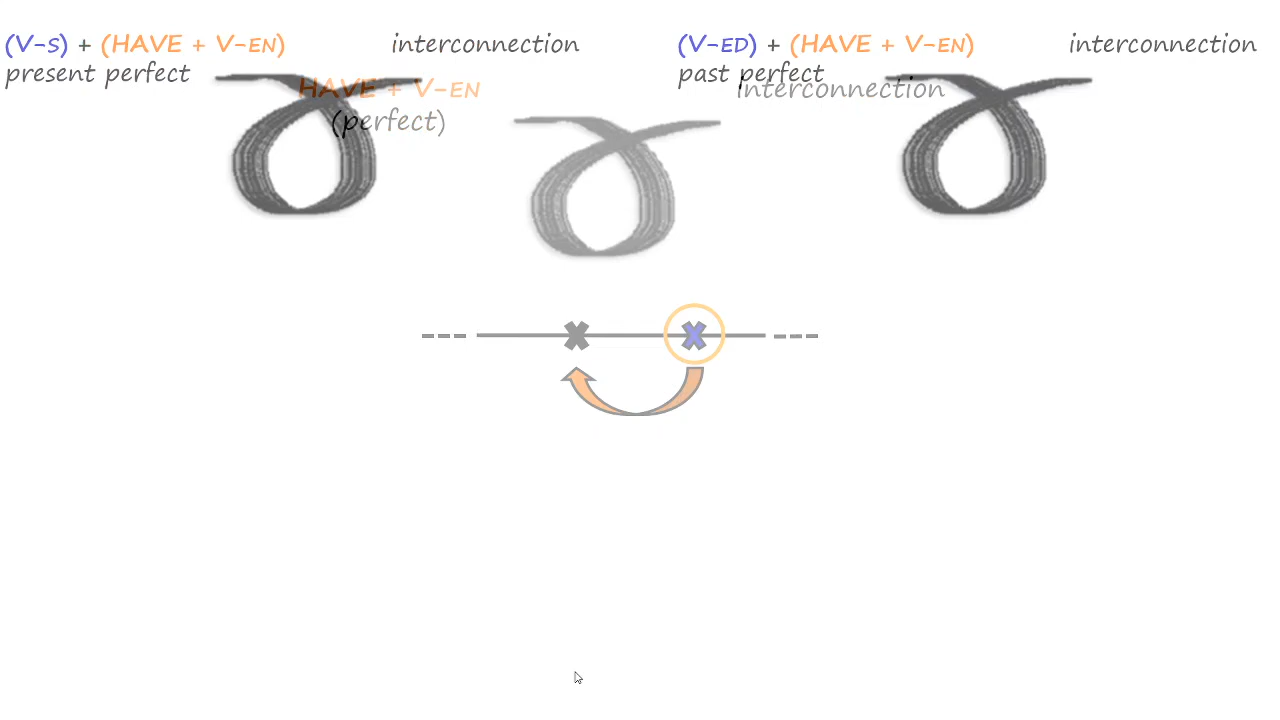 (V-S) + (HAVE + V-EN) interconnection
present perfect
HAVE + V-EN interconnection
(perfect)
(V-ED) + (HAVE + V-EN) interconnection
past perfect